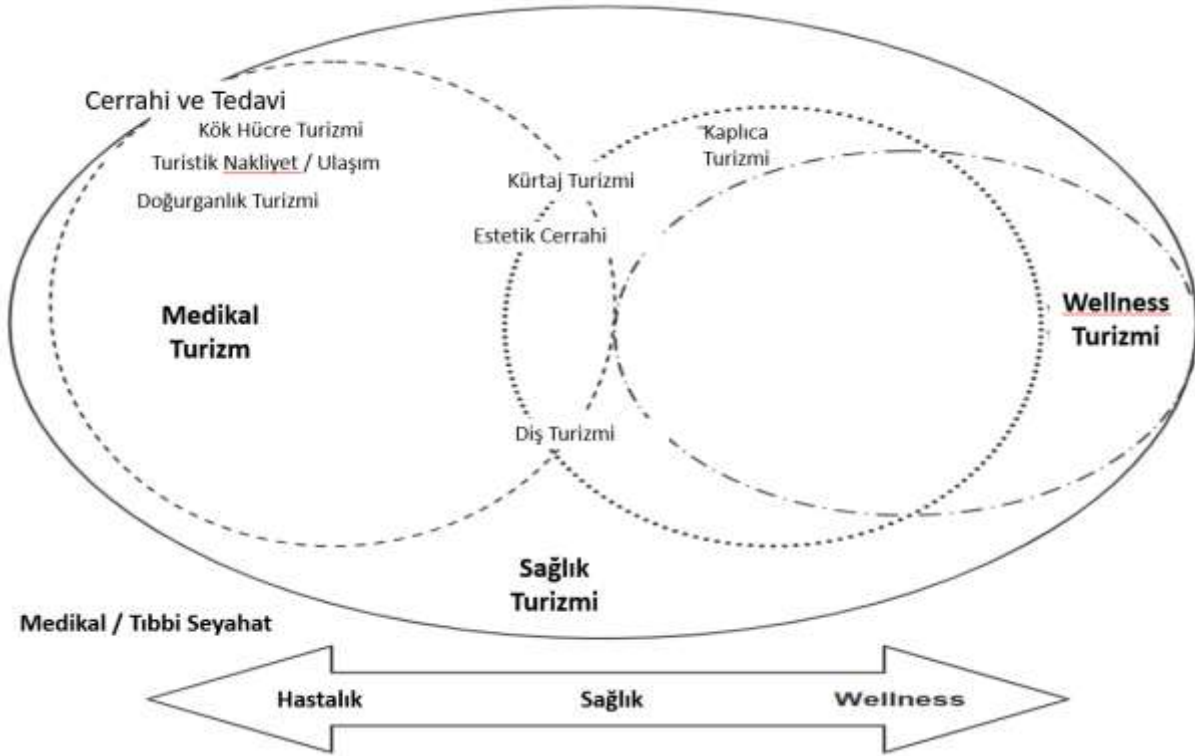 Cerrahi ve Tedavi
Kök Hücre Turizmi
Turistik Nakliyet / Ulaşım
Doğurganlık Turizmi
Kaplıca
Turizmi
Kürtaj Turizmi
Estetik Cerrahi
Medikal
Turizm
Wellness
Turizmi
Diş Turizmi
Sağlık
Turizmi
Medikal / Tıbbi Seyahat
Hastalık
Sağlık
Wellness